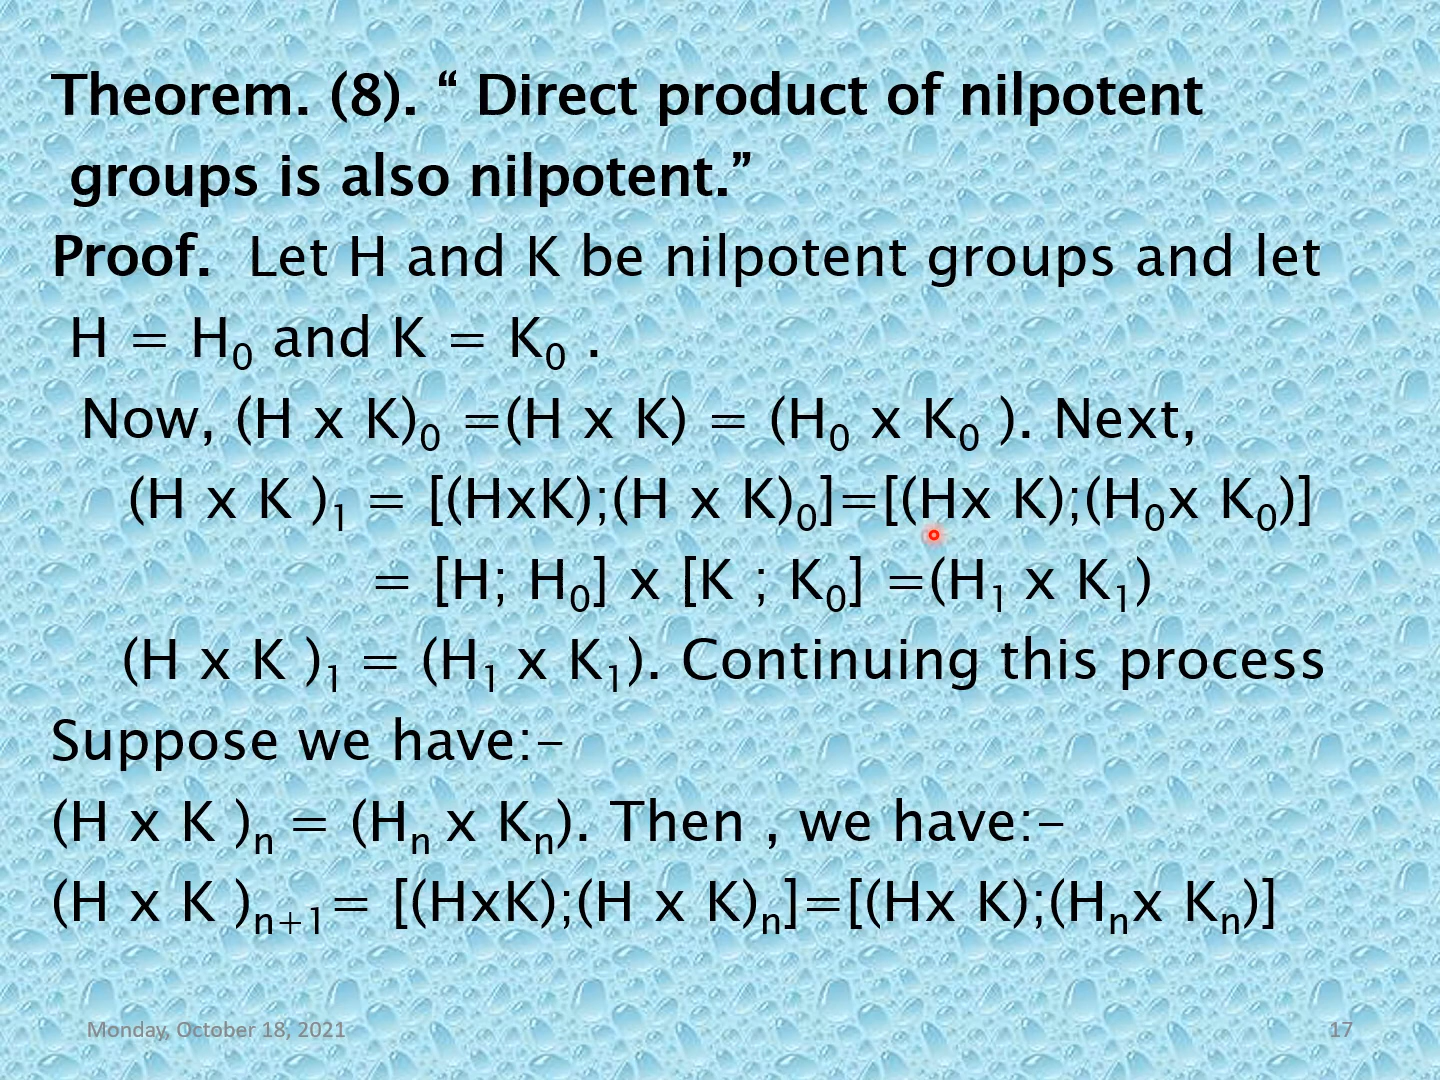 Theorem. (8). “ Direct product of nilpotent
groups is also nilpotent.”
Proof. Let H and K be nilpotent groups and let
H = H₀ and K = K₀ .
Now, (H x K)₀ =(H x K) = (H₀ x K₀ ). Next,
(H x K )₁ = [(HxK);(H x K)₀]=[(Hx K);(H₀x K₀)]
= [H; H₀] x [K ; K₀] =(H₁ x K₁)
(H x K )₁ = (H₁ x K₁). Continuing this process
Suppose we have:-
(H x K )ₙ = (Hₙ x Kₙ). Then , we have:-
(H x K )ₙ₊₁= [(HxK);(H x K)ₙ]=[(Hx K);(Hₙx Kₙ)]
Monday, October 18, 2021
17